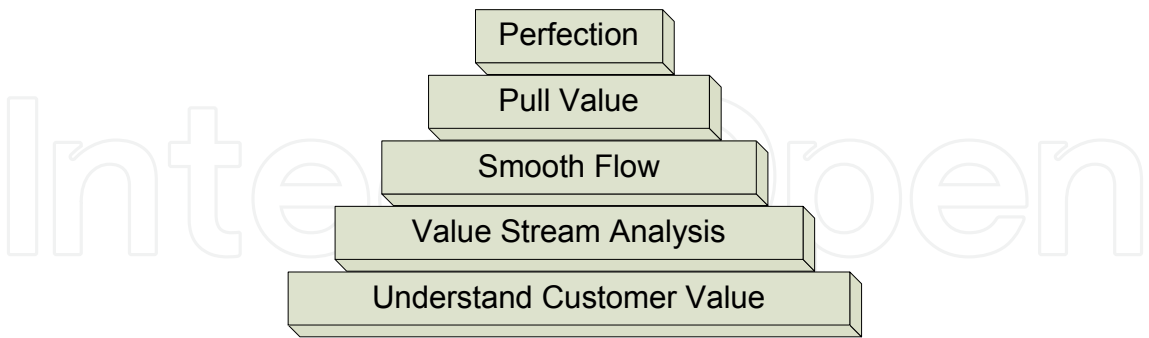 Perfection
Pull Value
Smooth Flow
Value Stream Analysis
Understand Customer Value